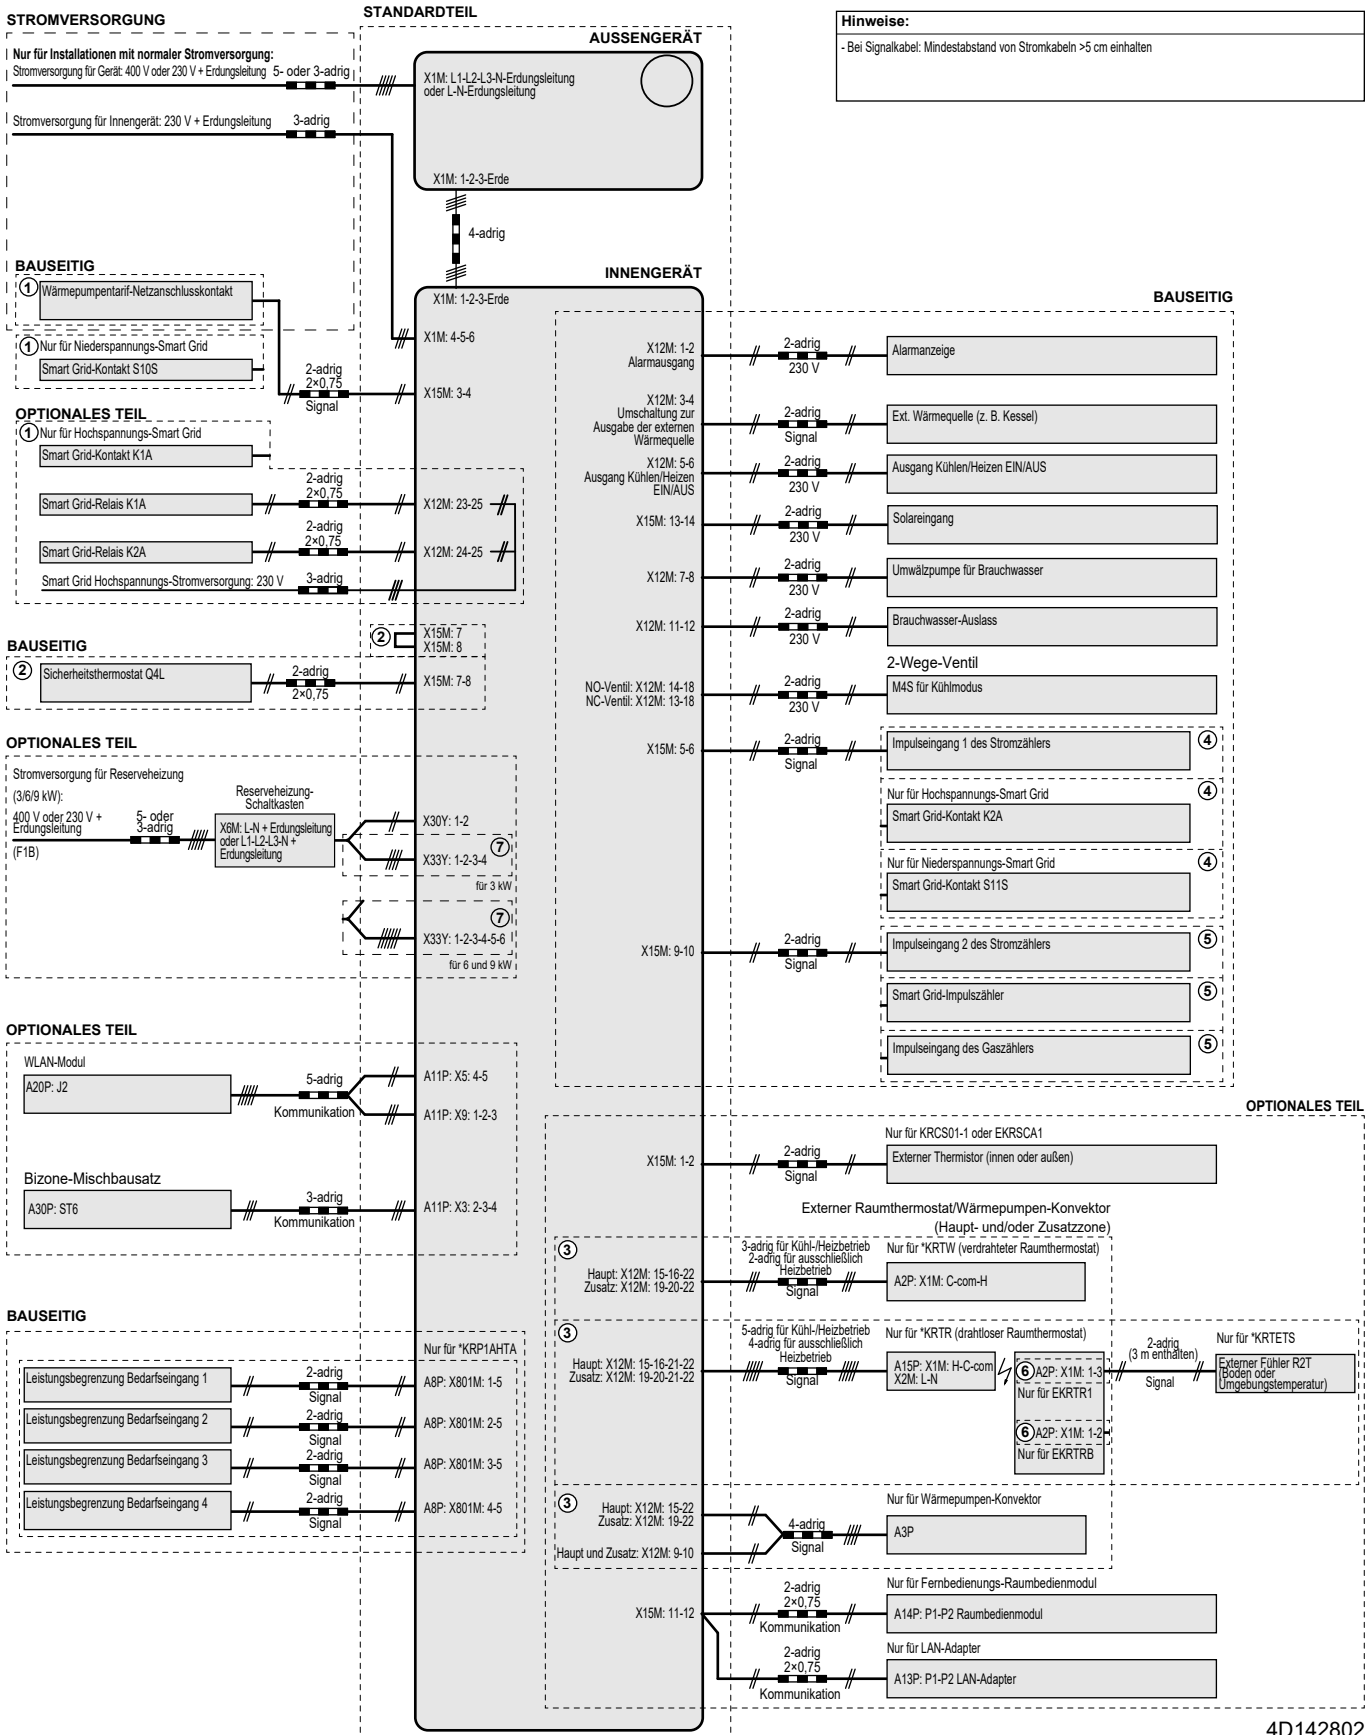 STROMVERSORGUNG
Nur für Installationen mit normaler Stromversorgung:
Stromversorgung für Gerät: 400 V oder 230 V + Erdungsleitung
5- oder 3-adrig
Stromversorgung für Innengerät: 230 V + Erdungsleitung
3-adrig
STANDARDTEIL
AUSSENGERÄT
X1M: L1-L2-L3-N-Erdungsleitung
oder L-N-Erdungsleitung
X1M: 1-2-3-Erde
4-adrig
Hinweise:
- Bei Signalkabel: Mindestabstand von Stromkabeln >5 cm einhalten
INNENGERÄT
X1M: 1-2-3-Erde
X1M: 4-5-6
BAUSEITIG
1
Wärmepumpentarif-Netzanschlusskontakt
1
Nur für Niederspannungs-Smart Grid
Smart Grid-Kontakt S10S
2-adrig
2×0,75
Signal
X15M: 3-4
OPTIONALES TEIL
1
Nur für Hochspannungs-Smart Grid
Smart Grid-Kontakt K1A
Smart Grid-Relais K1A
2-adrig
2×0,75
X12M: 23-25
Smart Grid-Relais K2A
2-adrig
2×0,75
X12M: 24-25
Smart Grid Hochspannungs-Stromversorgung: 230 V
3-adrig
2
X15M: 7
X15M: 8
BAUSEITIG
2
Sicherheitsthermostat Q4L
2-adrig
2×0,75
X15M: 7-8
OPTIONALES TEIL
Stromversorgung für Reserveheizung
(3/6/9 kW):
400 V oder 230 V +
Erdungsleitung
(F1B)
5- oder
3-adrig
Reserveheizung-
Schaltkasten
X6M: L-N + Erdungsleitung
oder L1-L2-L3-N +
Erdungsleitung
X30Y: 1-2
X33Y: 1-2-3-4
7
für 3 kW
X33Y: 1-2-3-4-5-6
7
für 6 und 9 kW
OPTIONALES TEIL
WLAN-Modul
A20P: J2
5-adrig
Kommunikation
A11P: X5: 4-5
A11P: X9: 1-2-3
Bizone-Mischbausatz
A30P: ST6
3-adrig
Kommunikation
A11P: X3: 2-3-4
BAUSEITIG
Nur für *KRP1AHTA
Leistungsbegrenzung Bedarfseingang 1
2-adrig
Signal
A8P: X801M: 1-5
Leistungsbegrenzung Bedarfseingang 2
2-adrig
Signal
A8P: X801M: 2-5
Leistungsbegrenzung Bedarfseingang 3
2-adrig
Signal
A8P: X801M: 3-5
Leistungsbegrenzung Bedarfseingang 4
2-adrig
Signal
A8P: X801M: 4-5
BAUSEITIG
X12M: 1-2
Alarmausgang
2-adrig
230 V
Alarmanzeige
X12M: 3-4
Umschaltung zur
Ausgabe der externen
Wärmequelle
2-adrig
Signal
Ext. Wärmequelle (z. B. Kessel)
X12M: 5-6
Ausgang Kühlen/Heizen
EIN/AUS
2-adrig
230 V
Ausgang Kühlen/Heizen EIN/AUS
X15M: 13-14
2-adrig
230 V
Solareingang
X12M: 7-8
2-adrig
230 V
Umwälzpumpe für Brauchwasser
X12M: 11-12
2-adrig
230 V
Brauchwasser-Auslass
2-Wege-Ventil
NO-Ventil: X12M: 14-18
NC-Ventil: X12M: 13-18
2-adrig
230 V
M4S für Kühlmodus
X15M: 5-6
2-adrig
Signal
Impulseingang 1 des Stromzählers
4
Nur für Hochspannungs-Smart Grid
4
Smart Grid-Kontakt K2A
Nur für Niederspannungs-Smart Grid
4
Smart Grid-Kontakt S11S
X15M: 9-10
2-adrig
Signal
Impulseingang 2 des Stromzählers
5
Smart Grid-Impulszähler
5
Impulseingang des Gaszählers
5
OPTIONALES TEIL
Nur für KRCS01-1 oder EKRSCA1
X15M: 1-2
2-adrig
Signal
Externer Thermistor (innen oder außen)
Externer Raumthermostat/Wärmepumpen-Konvektor
(Haupt- und/oder Zusatzzone)
3
Haupt: X12M: 15-16-22
Zusatz: X12M: 19-20-22
3-adrig für Kühl-/Heizbetrieb
2-adrig für ausschließlich
Heizbetrieb
Signal
Nur für *KRTW (verdrahteter Raumthermostat)
A2P: X1M: C-com-H
3
Haupt: X12M: 15-16-21-22
Zusatz: X12M: 19-20-21-22
5-adrig für Kühl-/Heizbetrieb
4-adrig für ausschließlich
Heizbetrieb
Signal
Nur für *KRTR (drahtloser Raumthermostat)
A15P: X1M: H-C-com
X2M: L-N
6
A2P: X1M: 1-3
Nur für EKRTR1
6
A2P: X1M: 1-2
Nur für EKRTRB
2-adrig
(3 m enthalten)
Signal
Nur für *KRTETS
Externer Fühler R2T
(Boden oder
Umgebungstemperatur)
3
Haupt: X12M: 15-22
Zusatz: X12M: 19-22
Haupt und Zusatz: X12M: 9-10
4-adrig
Signal
Nur für Wärmepumpen-Konvektor
A3P
X15M: 11-12
2-adrig
2×0,75
Kommunikation
Nur für Fernbedienungs-Raumbedienmodul
A14P: P1-P2 Raumbedienmodul
2-adrig
2×0,75
Kommunikation
Nur für LAN-Adapter
A13P: P1-P2 LAN-Adapter
4D142802